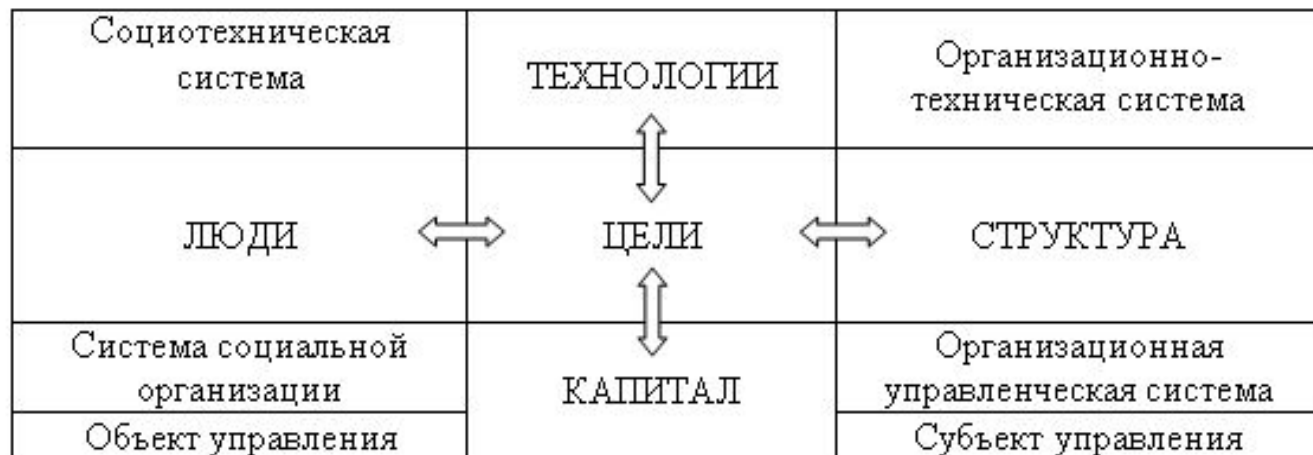 Социотехническая
система
ТЕХНОЛОГИИ
Организационно-
техническая система
ЛЮДИ
ЦЕЛИ
СТРУКТУРА
Система социальной
организации
КАПИТАЛ
Организационная
управленческая система
Объект управления
Субъект управления